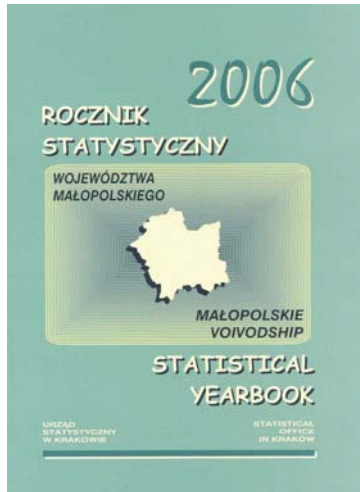 2006
ROCZNIK
STATYSTYCZNY
WOJEWÓDZTWA
MAŁOPOLSKIEGO
MAŁOPOLSKIE
VOIVODSHIP
STATISTICAL
YEARBOOK
URZĄD
STATYSTYCZNY
W KRAKOWIE
STATISTICAL
OFFICE
IN KRAKÓW